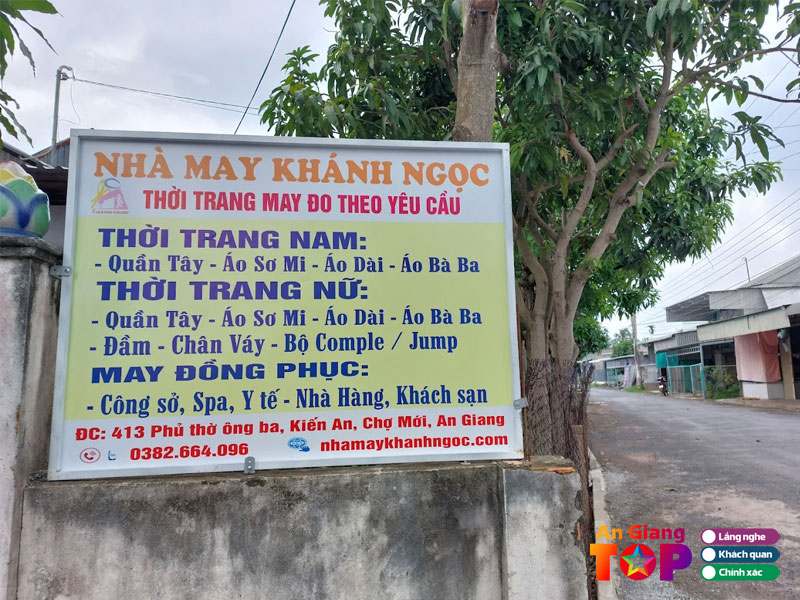 NHÀ MAY KHÁNH NGỌC
THỜI TRANG MAY ĐO THEO YÊU CẦU
THỜI TRANG NAM:
- Quần Tây - Áo Sơ Mi - Áo Dài - Áo Bà Ba
THỜI TRANG NỮ:
- Quần Tây - Áo Sơ Mi - Áo Dài - Áo Bà Ba
- Đầm - Chân Váy - Bộ Comple / Jump
MAY ĐỒNG PHỤC:
- Công sở, Spa, Y tế - Nhà Hàng, Khách sạn
ĐC: 413 Phủ thờ ông ba, Kiến An, Chợ Mới, An Giang
0382.664.096 nhamaykhanhngoc.com
An Giang
TOP
Lắng nghe
Khách quan
Chính xác